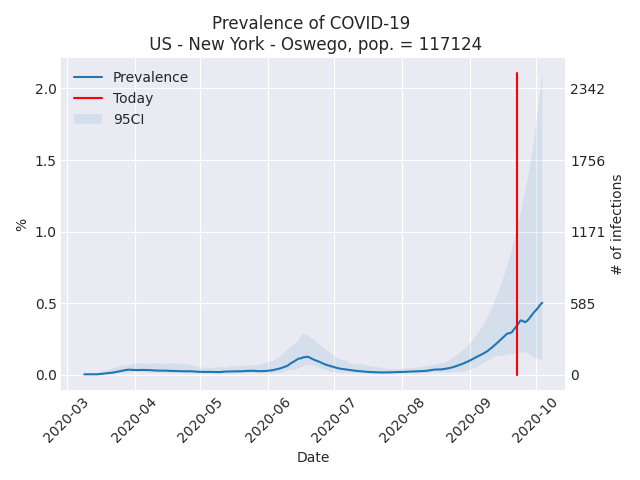 Prevalence of COVID-19
US - New York - Oswego, pop. = 117124
Prevalence
Today
95CI
2.0
1.5
1.0
0.5
0.0
%
2342
1756
1171
585
0
# of infections
2020-03
2020-04
2020-05
2020-06
2020-07
2020-08
2020-09
2020-10
Date